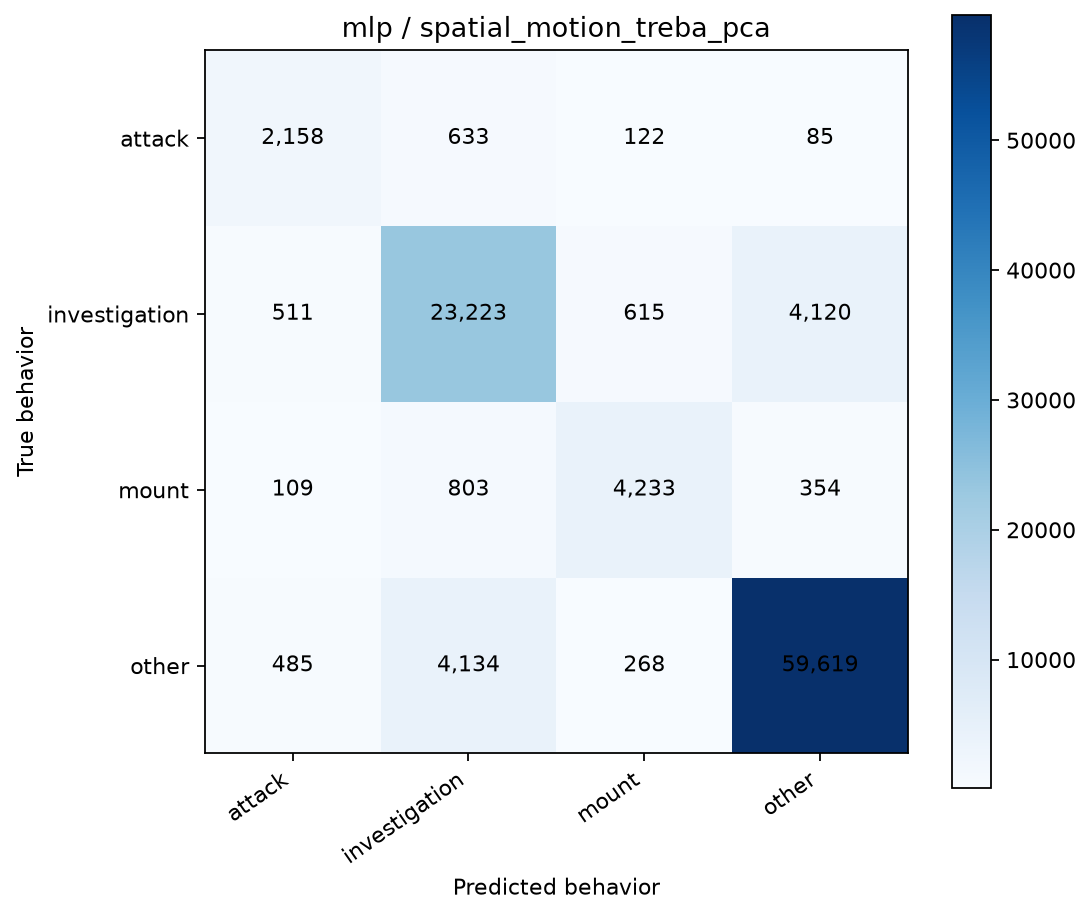 mlp / spatial_motion_treba_pca
attack 2,158 633 122 85
investigation 511 23,223 615 4,120
mount 109 803 4,233 354
other 485 4,134 268 59,619
attack investigation mount other
True behavior
Predicted behavior
50000
40000
30000
20000
10000